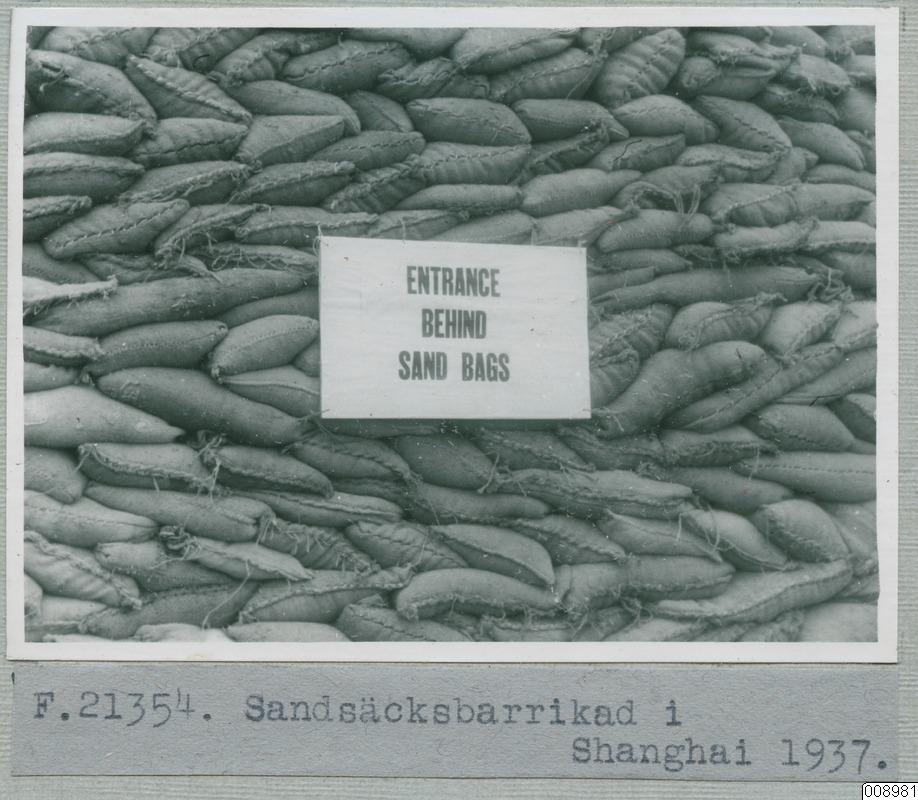 ENTRANCE
BEHIND
SAND BAGS
F.21354. Sandsäcksbarrikad i
Shanghai 1937.
008981